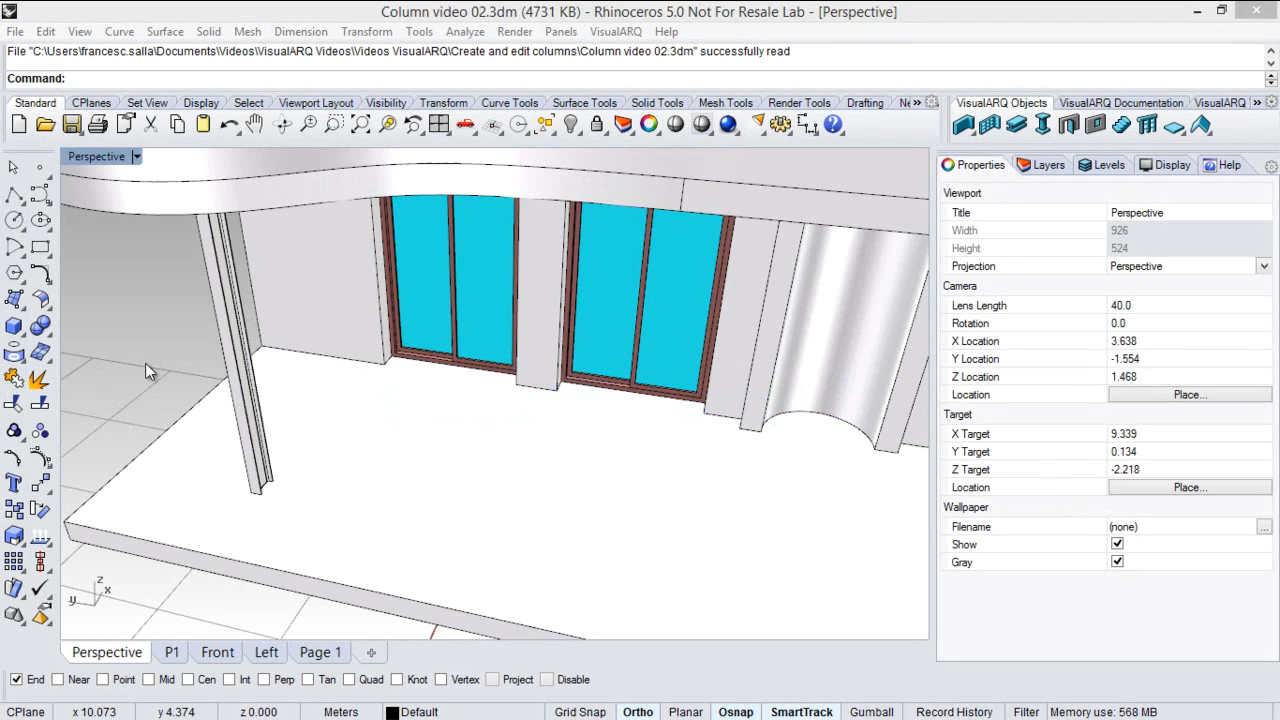 Column video 02.3dm (4731 KB) - Rhinoceros 5.0 Not For Resale Lab - [Perspective]
File Edit View Curve Surface Solid Mesh Dimension Transform Tools Analyze Render Panels VisualARQ Help
File "C:\Users\francesc.salla\Documents\Videos\VisualARQ Videos\Videos VisualARQ\Create and edit columns\Column video 02.3dm" successfully read
Command:
Standard CPlanes Set View Display Select Viewport Layout Visibility Transform Curve Tools Surface Tools Solid Tools Mesh Tools Render Tools Drafting Ne »
VisualARQ Objects VisualARQ Documentation VisualARQ »
Perspective
Properties Layers Levels Display Help
Viewport
Title Perspective
Width 926
Height 524
Projection Perspective
Camera
Lens Length 40.0
Rotation 0.0
X Location 3.638
Y Location -1.554
Z Location 1.468
Location Place...
Target
X Target 9.339
Y Target 0.134
Z Target -2.218
Location Place...
Wallpaper
Filename (none) ...
Show
Gray
z
x
y
Perspective P1 Front Left Page 1
End Near Point Mid Cen Int Perp Tan Quad Knot Vertex Project Disable
CPlane x 10.073 y 4.374 z 0.000 Meters Default Grid Snap Ortho Planar Osnap SmartTrack Gumball Record History Filter Memory use: 568 MB